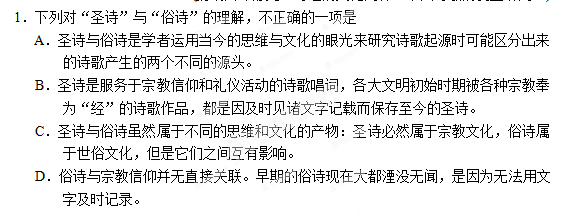 1．下列对“圣诗”与“俗诗”的理解，不正确的一项是
A．圣诗与俗诗是学者运用当今的思维与文化的眼光来研究诗歌起源时可能区分出来
的诗歌产生的两个不同的源头。
B．圣诗是服务于宗教信仰和礼仪活动的诗歌唱词，各大文明初始时期被各种宗教奉
为“经”的诗歌作品，都是因及时见诸文字记载而保存至今的圣诗。
C．圣诗与俗诗虽然属于不同的思维和文化的产物：圣诗必然属于宗教文化，俗诗属
于世俗文化，但是它们之间互有影响。
D．俗诗与宗教信仰并无直接关联。早期的俗诗现在大都湮没无闻，是因为无法用文
字及时记录。